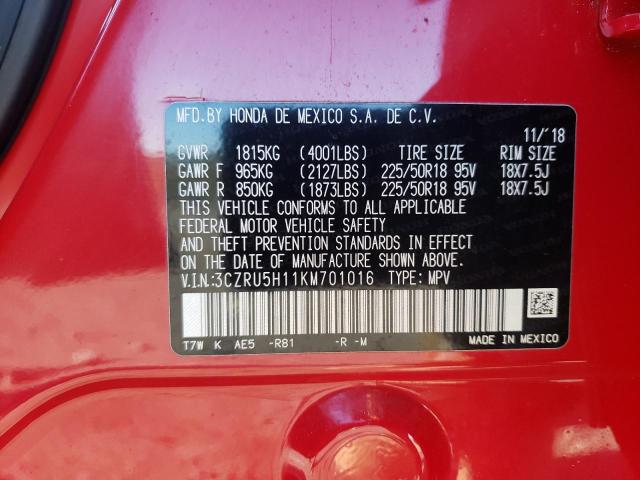 MFD.BY HONDA DE MEXICO S.A. DE C.V.
11/'18
GVWR 1815KG (4001LBS) TIRE SIZE RIM SIZE
GAWR F 965KG (2127LBS) 225/50R18 95V 18X7.5J
GAWR R 850KG (1873LBS) 225/50R18 95V 18X7.5J
THIS VEHICLE CONFORMS TO ALL APPLICABLE
FEDERAL MOTOR VEHICLE SAFETY
AND THEFT PREVENTION STANDARDS IN EFFECT
ON THE DATE OF MANUFACTURE SHOWN ABOVE.
V.I.N:3CZRU5H11KM701016 TYPE: MPV
T7W K AE5 -R81 -R -M
MADE IN MEXICO